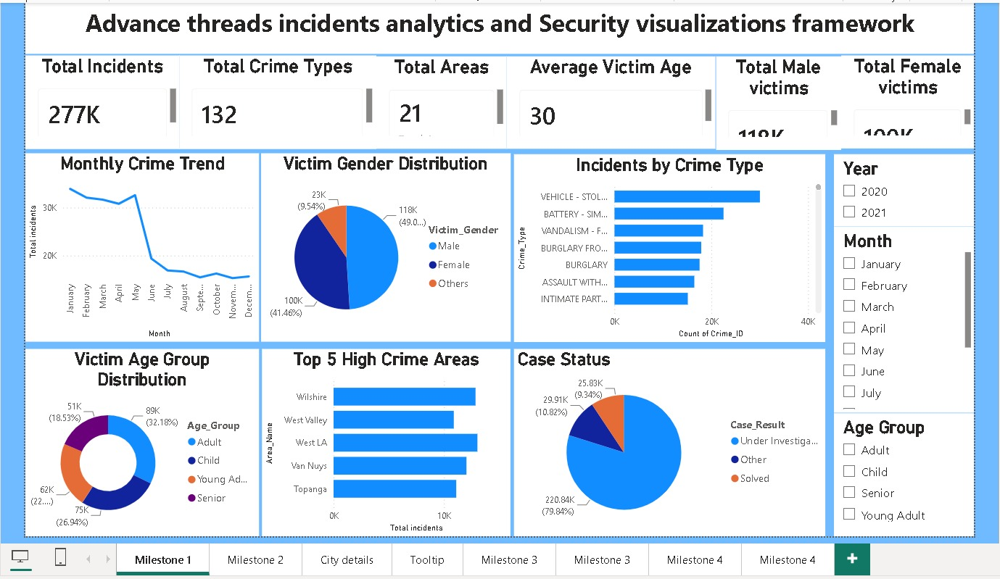 Advance threads incidents analytics and Security visualizations framework
Total Incidents
277K
Total Crime Types
132
Total Areas
21
Average Victim Age
30
Total Male
victims
118K
Total Female
victims
100K
Monthly Crime Trend
Total incidents
30K
20K
January
February
March
April
May
June
July
August
Septe...
October
Novem...
Decem...
Month
Victim Gender Distribution
23K
(9.54%)
118K
(49.0...)
100K
(41.46%)
Victim_Gender
Male
Female
Others
Incidents by Crime Type
Crime_Type
VEHICLE - STOL...
BATTERY - SIM...
VANDALISM - F...
BURGLARY FRO...
BURGLARY
ASSAULT WITH...
INTIMATE PART...
0K
20K
40K
Count of Crime_ID
Year
2020
2021
Month
January
February
March
April
May
June
July
Victim Age Group
Distribution
51K
(18.53%)
89K
(32.18%)
62K
(22....)
75K
(26.94%)
Age_Group
Adult
Child
Young Ad...
Senior
Top 5 High Crime Areas
Area_Name
Wilshire
West Valley
West LA
Van Nuys
Topanga
0K
10K
Total incidents
Case Status
25.83K
(9.34%)
29.91K
(10.82%)
220.84K
(79.84%)
Case_Result
Under Investiga...
Other
Solved
Age Group
Adult
Child
Senior
Young Adult
Milestone 1
Milestone 2
City details
Tooltip
Milestone 3
Milestone 3
Milestone 4
Milestone 4
+